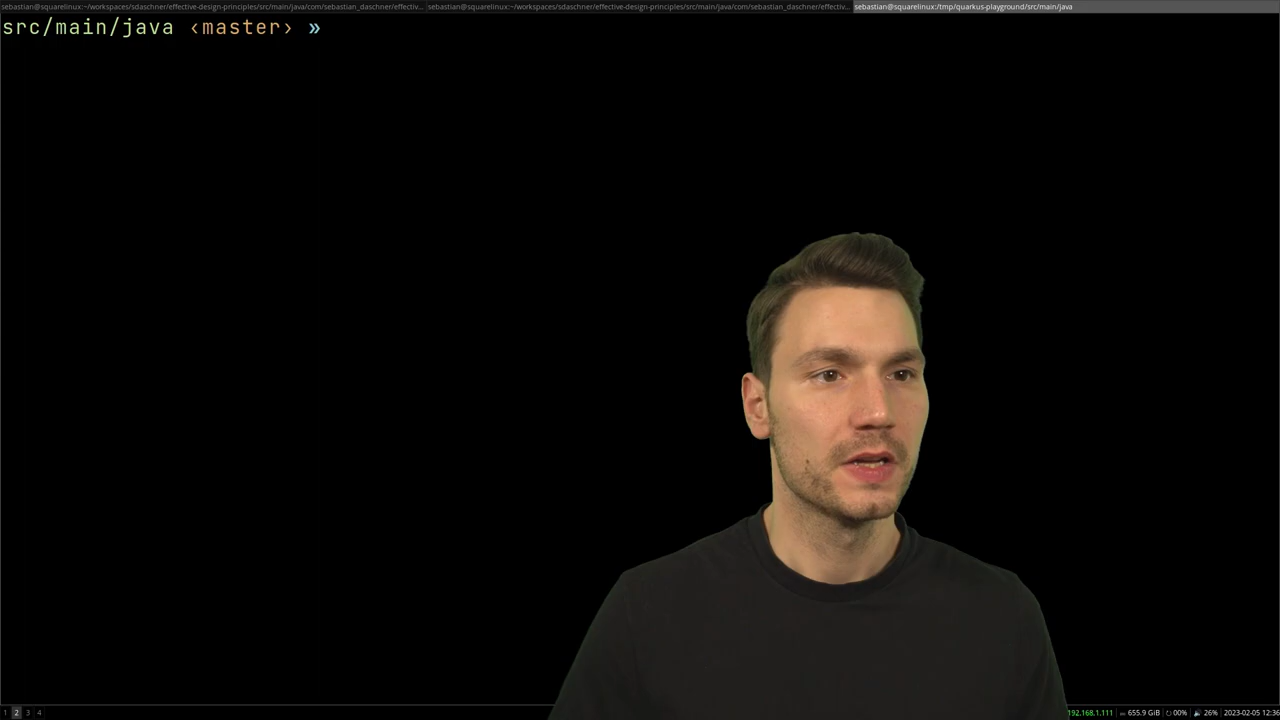 sebastian@squarelinux:~/workspaces/sdaschner/effective-design-principles/src/main/java/com/sebastian_daschner/effectiv...
sebastian@squarelinux:~/workspaces/sdaschner/effective-design-principles/src/main/java/com/sebastian_daschner/effectiv...
sebastian@squarelinux:/tmp/quarkus-playground/src/main/java
src/main/java ‹master› »
1 2 3 4
192.168.1.111
655.9 GiB
00%
26%
2023-02-05 12:36